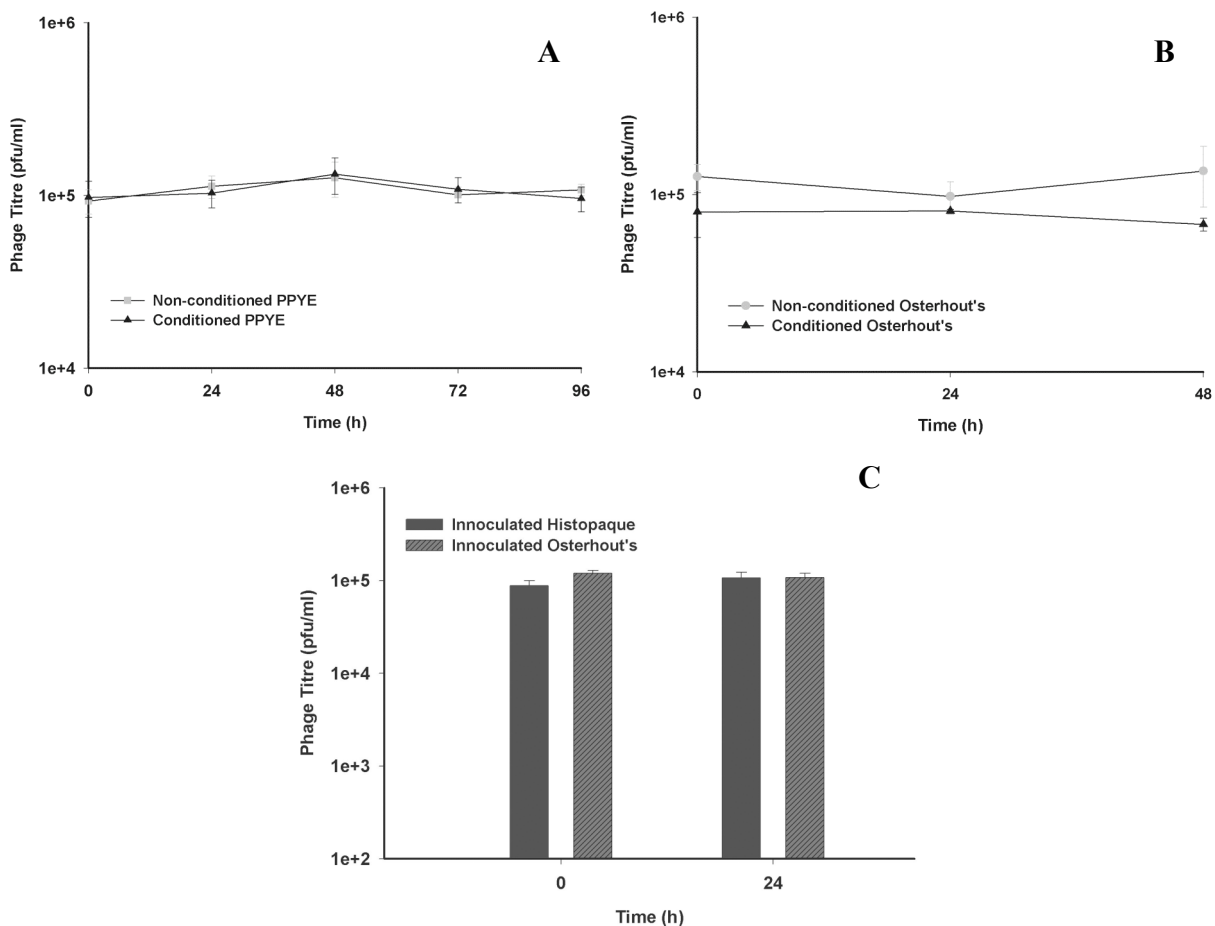 A
1e+6
1e+5
1e+4
Phage Titre (pfu/ml)
Non-conditioned PPYE
Conditioned PPYE
0 24 48 72 96
Time (h)
B
1e+6
1e+5
1e+4
Phage Titre (pfu/ml)
Non-conditioned Osterhout's
Conditioned Osterhout's
0 24 48
Time (h)
C
1e+6
1e+5
1e+4
1e+3
1e+2
Phage Titre (pfu/ml)
Innoculated Histopaque
Innoculated Osterhout's
0 24
Time (h)